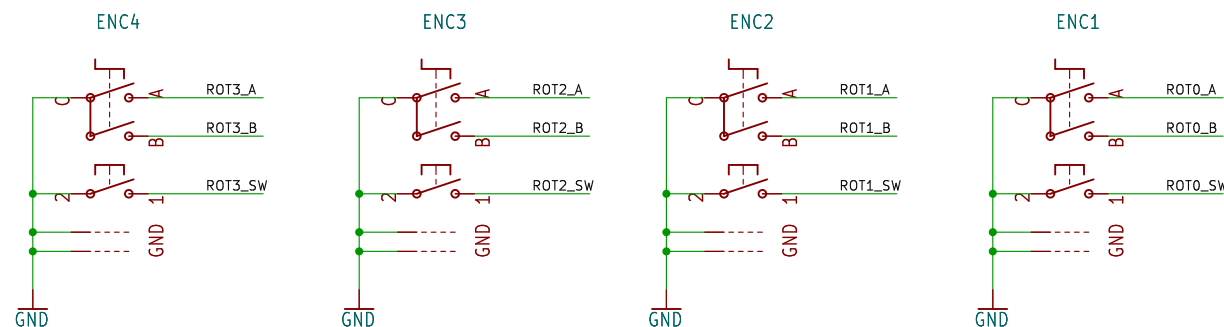 ENC4
ENC3
ENC2
ENC1
C
A
ROT3_A
C
A
ROT2_A
C
A
ROT1_A
C
A
ROT0_A
B
ROT3_B
B
ROT2_B
B
ROT1_B
B
ROT0_B
2
1
ROT3_SW
2
1
ROT2_SW
2
1
ROT1_SW
2
1
ROT0_SW
GND
GND
GND
GND
GND
GND
GND
GND